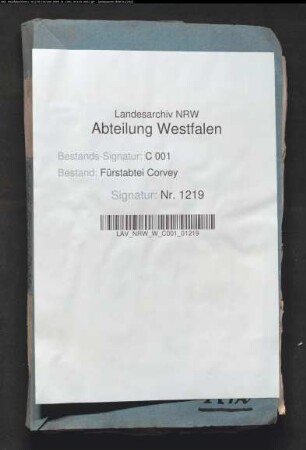 Landesarchiv NRW
Abteilung Westfalen
Bestands-Signatur: C 001
Bestand: Fürstabtei Corvey
Signatur: Nr. 1219
LAV_NRW_W_C001_01219